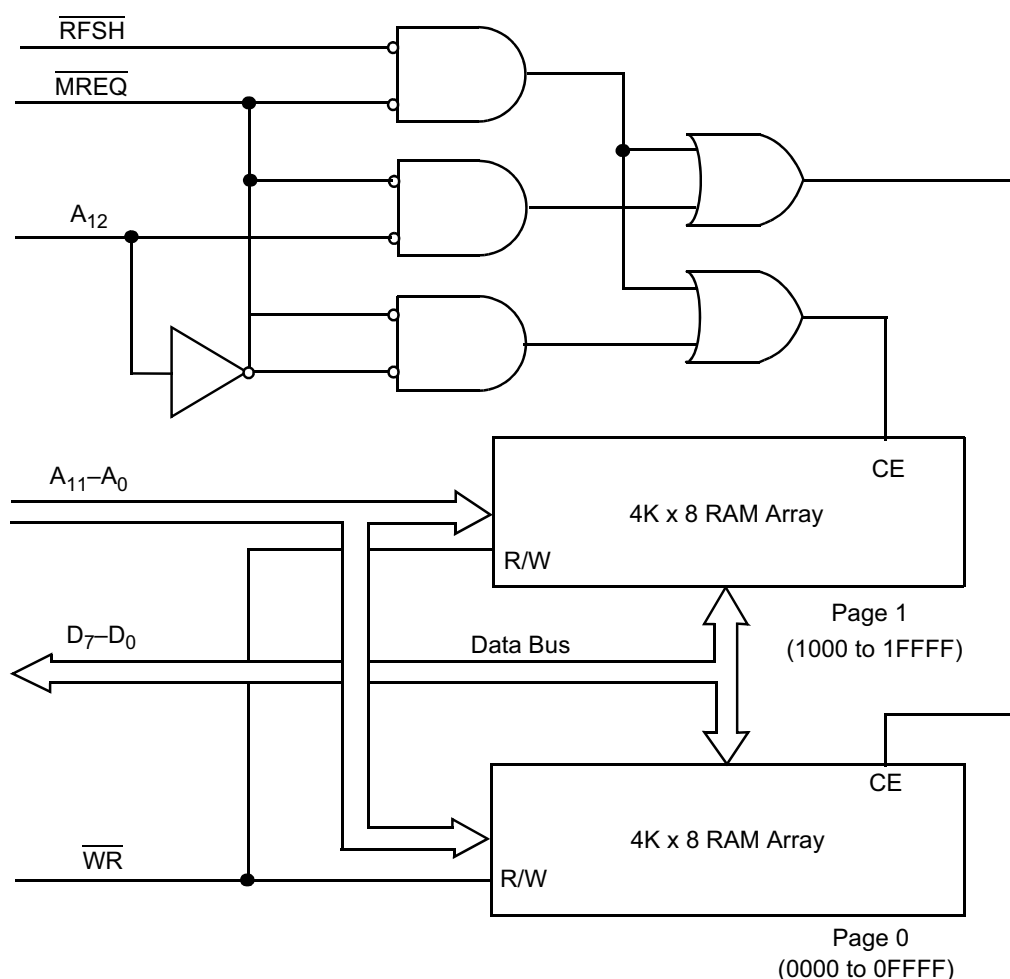 RFSH
MREQ
A12
CE
A11–A0
4K x 8 RAM Array
R/W
Page 1
(1000 to 1FFFF)
D7–D0
Data Bus
CE
4K x 8 RAM Array
WR
R/W
Page 0
(0000 to 0FFFF)